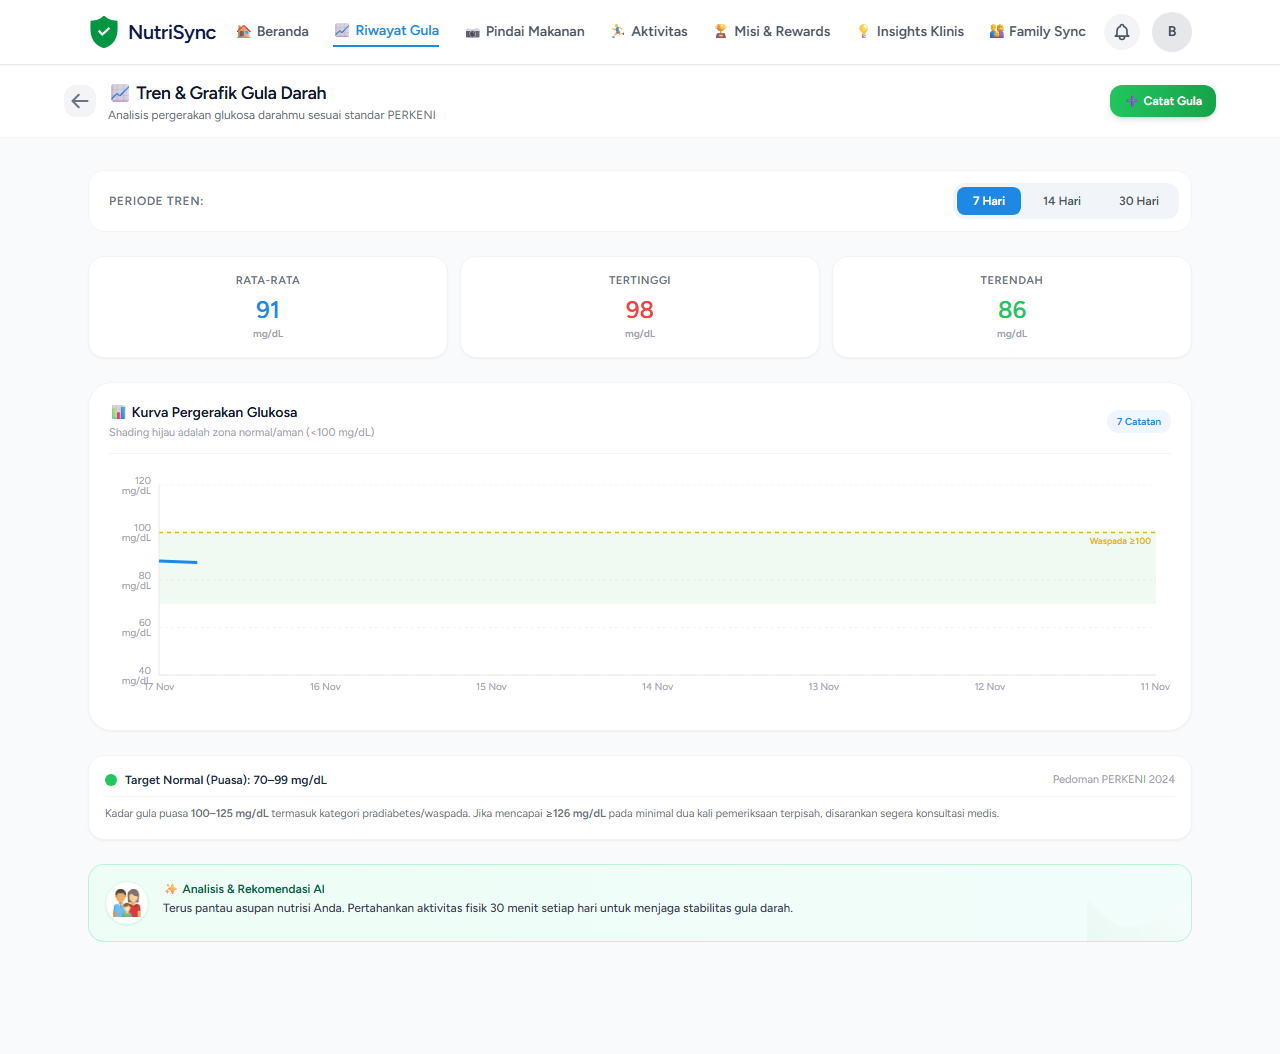 NutriSync
Beranda
Riwayat Gula
Pindai Makanan
Aktivitas
Misi & Rewards
Insights Klinis
Family Sync
B
Tren & Grafik Gula Darah
Analisis pergerakan glukosa darahmu sesuai standar PERKENI
Catat Gula
PERIODE TREN:
7 Hari
14 Hari
30 Hari
RATA-RATA
91
mg/dL
TERTINGGI
98
mg/dL
TERENDAH
86
mg/dL
Kurva Pergerakan Glukosa
Shading hijau adalah zona normal/aman (<100 mg/dL)
7 Catatan
120
mg/dL
100
mg/dL
Waspada ≥100
80
mg/dL
60
mg/dL
40
mg/dL
17 Nov
16 Nov
15 Nov
14 Nov
13 Nov
12 Nov
11 Nov
Target Normal (Puasa): 70–99 mg/dL
Pedoman PERKENI 2024
Kadar gula puasa 100–125 mg/dL termasuk kategori pradiabetes/waspada. Jika mencapai ≥126 mg/dL pada minimal dua kali pemeriksaan terpisah, disarankan segera konsultasi medis.
Analisis & Rekomendasi AI
Terus pantau asupan nutrisi Anda. Pertahankan aktivitas fisik 30 menit setiap hari untuk menjaga stabilitas gula darah.